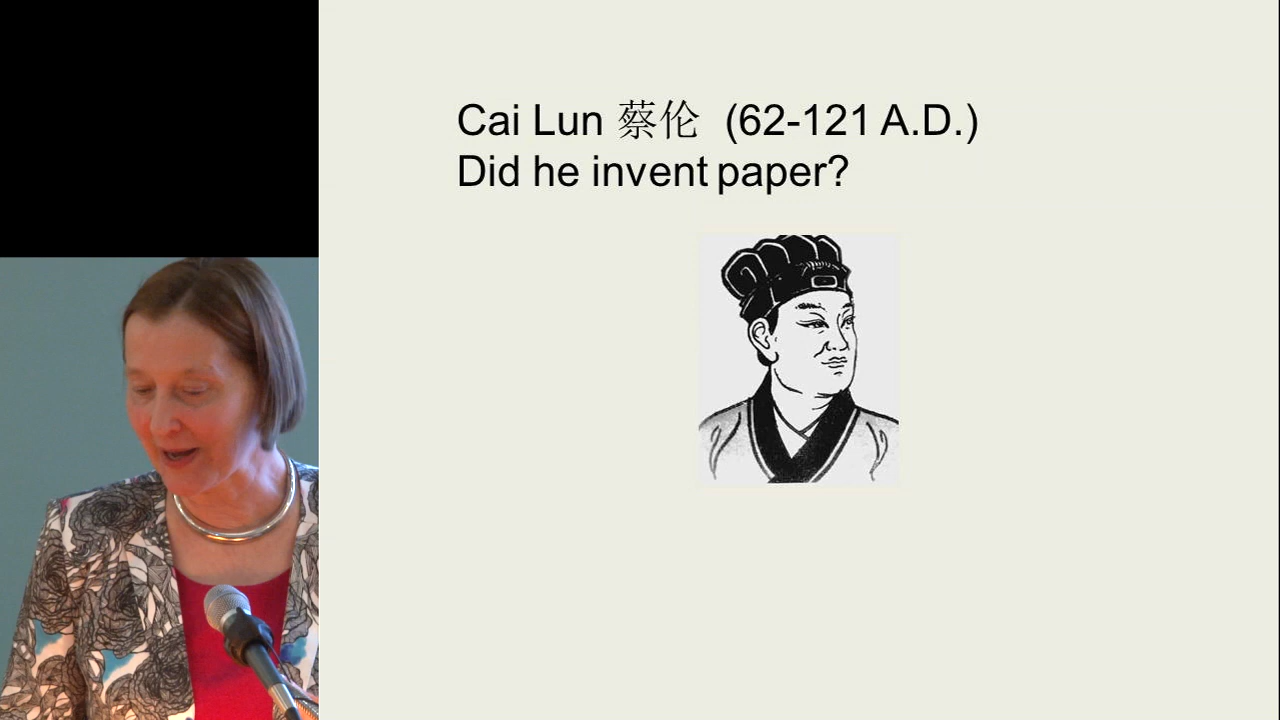 Cai Lun 蔡伦 (62-121 A.D.)
Did he invent paper?